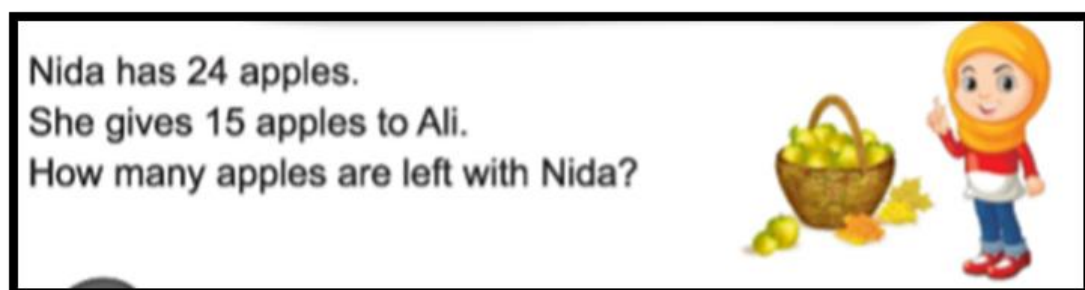 Nida has 24 apples.
She gives 15 apples to Ali.
How many apples are left with Nida?